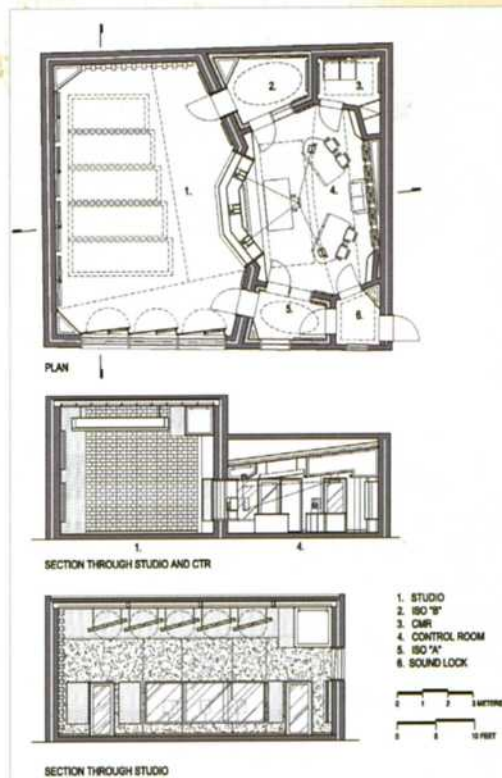 2.
3.
1.
4.
5.
6.
PLAN
1.
4.
SECTION THROUGH STUDIO AND CTR
1. STUDIO
2. ISO "B"
3. CMR
4. CONTROL ROOM
5. ISO "A"
6. SOUND LOCK
0 1 2 3 METERS
0 5 10 FEET
SECTION THROUGH STUDIO